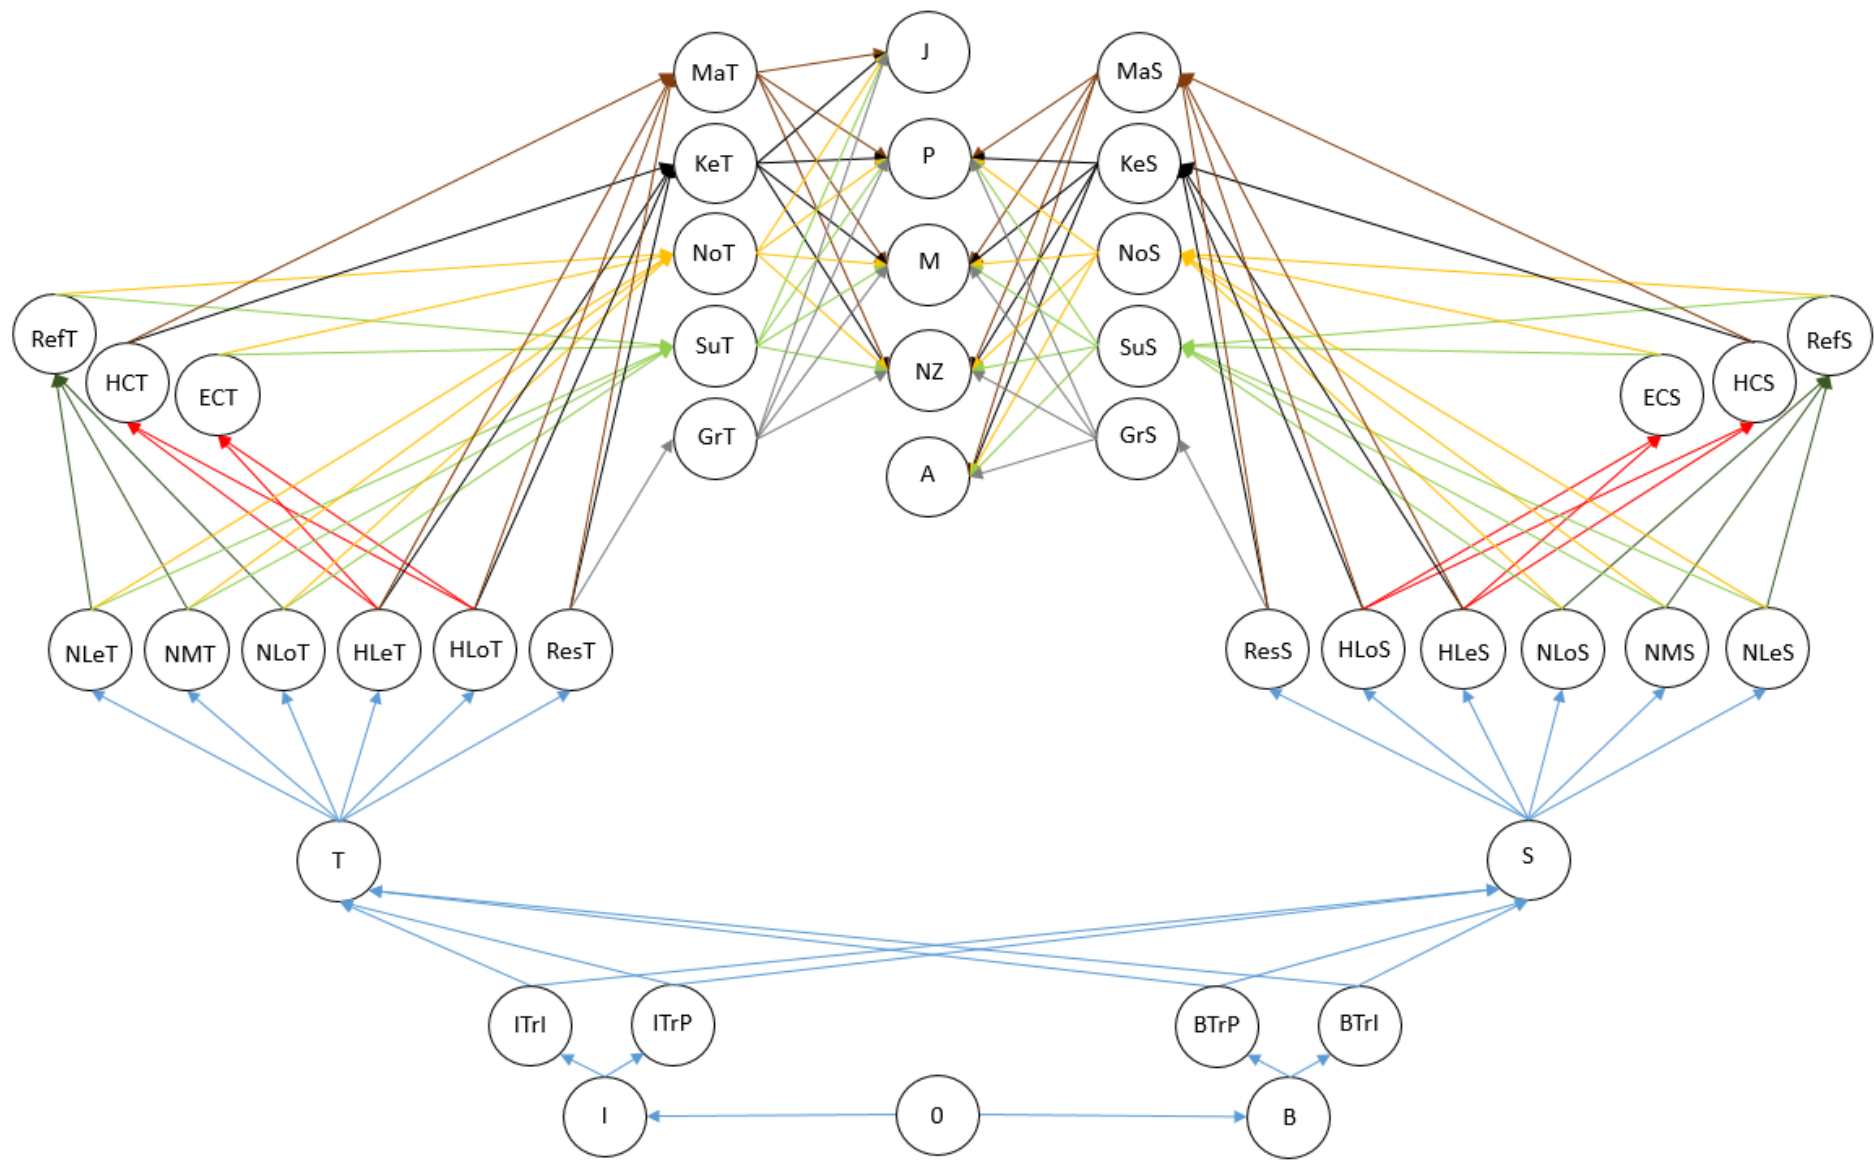 J
MaT
MaS
P
KeT
KeS
NoT
NoS
M
RefT
RefS
SuT
SuS
NZ
HCT
HCS
ECT
ECS
GrT
GrS
A
NLeT
NMT
NLoT
HLeT
HLoT
ResT
ResS
HLoS
HLeS
NLoS
NMS
NLeS
T
S
ITrI
ITrP
BTrP
BTrI
I
0
B